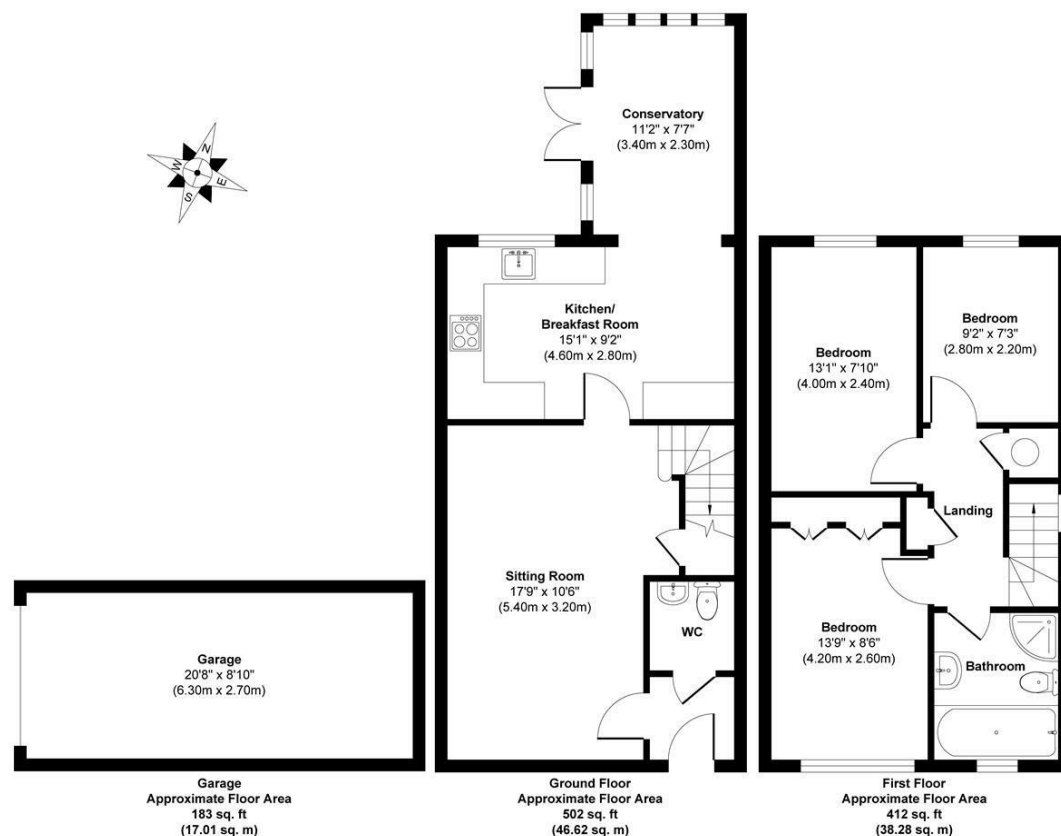 N
W
E
S
Conservatory
11'2" x 7'7"
(3.40m x 2.30m)
Kitchen/
Breakfast Room
15'1" x 9'2"
(4.60m x 2.80m)
Sitting Room
17'9" x 10'6"
(5.40m x 3.20m)
WC
Bedroom
13'1" x 7'10"
(4.00m x 2.40m)
Bedroom
9'2" x 7'3"
(2.80m x 2.20m)
Landing
Bedroom
13'9" x 8'6"
(4.20m x 2.60m)
Bathroom
Garage
20'8" x 8'10"
(6.30m x 2.70m)
Garage
Approximate Floor Area
183 sq. ft
(17.01 sq. m)
Ground Floor
Approximate Floor Area
502 sq. ft
(46.62 sq. m)
First Floor
Approximate Floor Area
412 sq. ft
(38.28 sq. m)